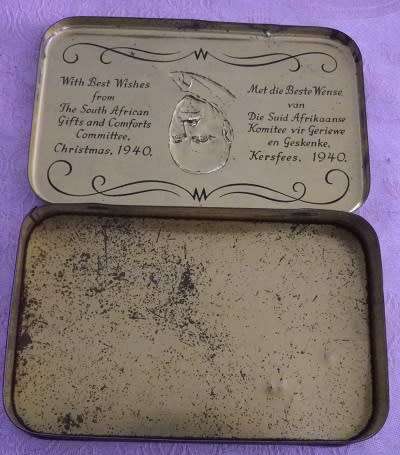 With Best Wishes
from
The South African
Gifts and Comforts
Committee.
Christmas, 1940.
Met die Beste Wense
van
Die Suid Afrikaanse
Komitee vir Geriewe
en Geskenke.
Kersfees. 1940.